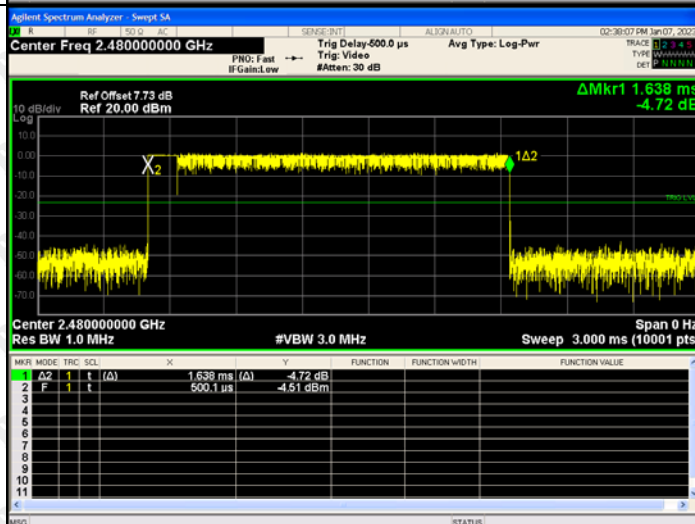 Agilent Spectrum Analyzer - Swept SA
R RF 50 Ω AC SENSE:INT ALIGN AUTO 02:38:07 PM Jan 07, 2023
Center Freq 2.480000000 GHz
PNO: Fast
IFGain:Low
Trig Delay-500.0 µs
Trig: Video
#Atten: 30 dB
Avg Type: Log-Pwr
TRACE 1 2 3 4 5
TYPE
DET P N N N N
10 dB/div
Log
Ref Offset 7.73 dB
Ref 20.00 dBm
ΔMkr1 1.638 ms
-4.72 dB
10.0
0.00
-10.0
-20.0
-30.0
-40.0
-50.0
-60.0
-70.0
X2
1Δ2
TRIG LVL
Center 2.480000000 GHz Span 0 Hz
Res BW 1.0 MHz #VBW 3.0 MHz Sweep 3.000 ms (10001 pts
MKR MODE TRC SCL X Y FUNCTION FUNCTION WIDTH FUNCTION VALUE
1 Δ2 1 t (Δ) 1.638 ms (Δ) -4.72 dB
2 F 1 t 500.1 µs -4.51 dBm
3
4
5
6
7
8
9
10
11
MSG STATUS